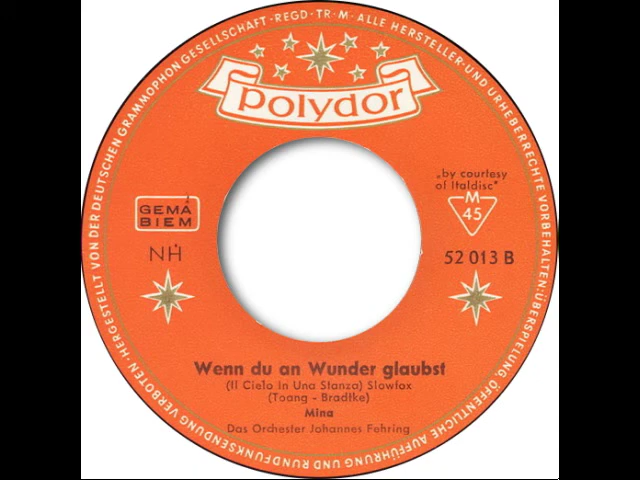 HERGESTELLT VON DER DEUTSCHEN GRAMMOPHON GESELLSCHAFT · REGD · TR · M · ALLE HERSTELLER- UND URHEBERRECHTE VORBEHALTEN · ÜBERSPIELUNG ÖFFENTLICHE AUFFÜHRUNG UND RUNDFUNKSENDUNG VERBOTEN ·
polydor
„by courtesy
of Italdisc"
M
45
GEMA
BIEM
NH
52 013 B
Wenn du an Wunder glaubst
(Il Cielo In Una Stanza) Slowfox
(Toang - Bradtke)
Mina
Das Orchester Johannes Fehring